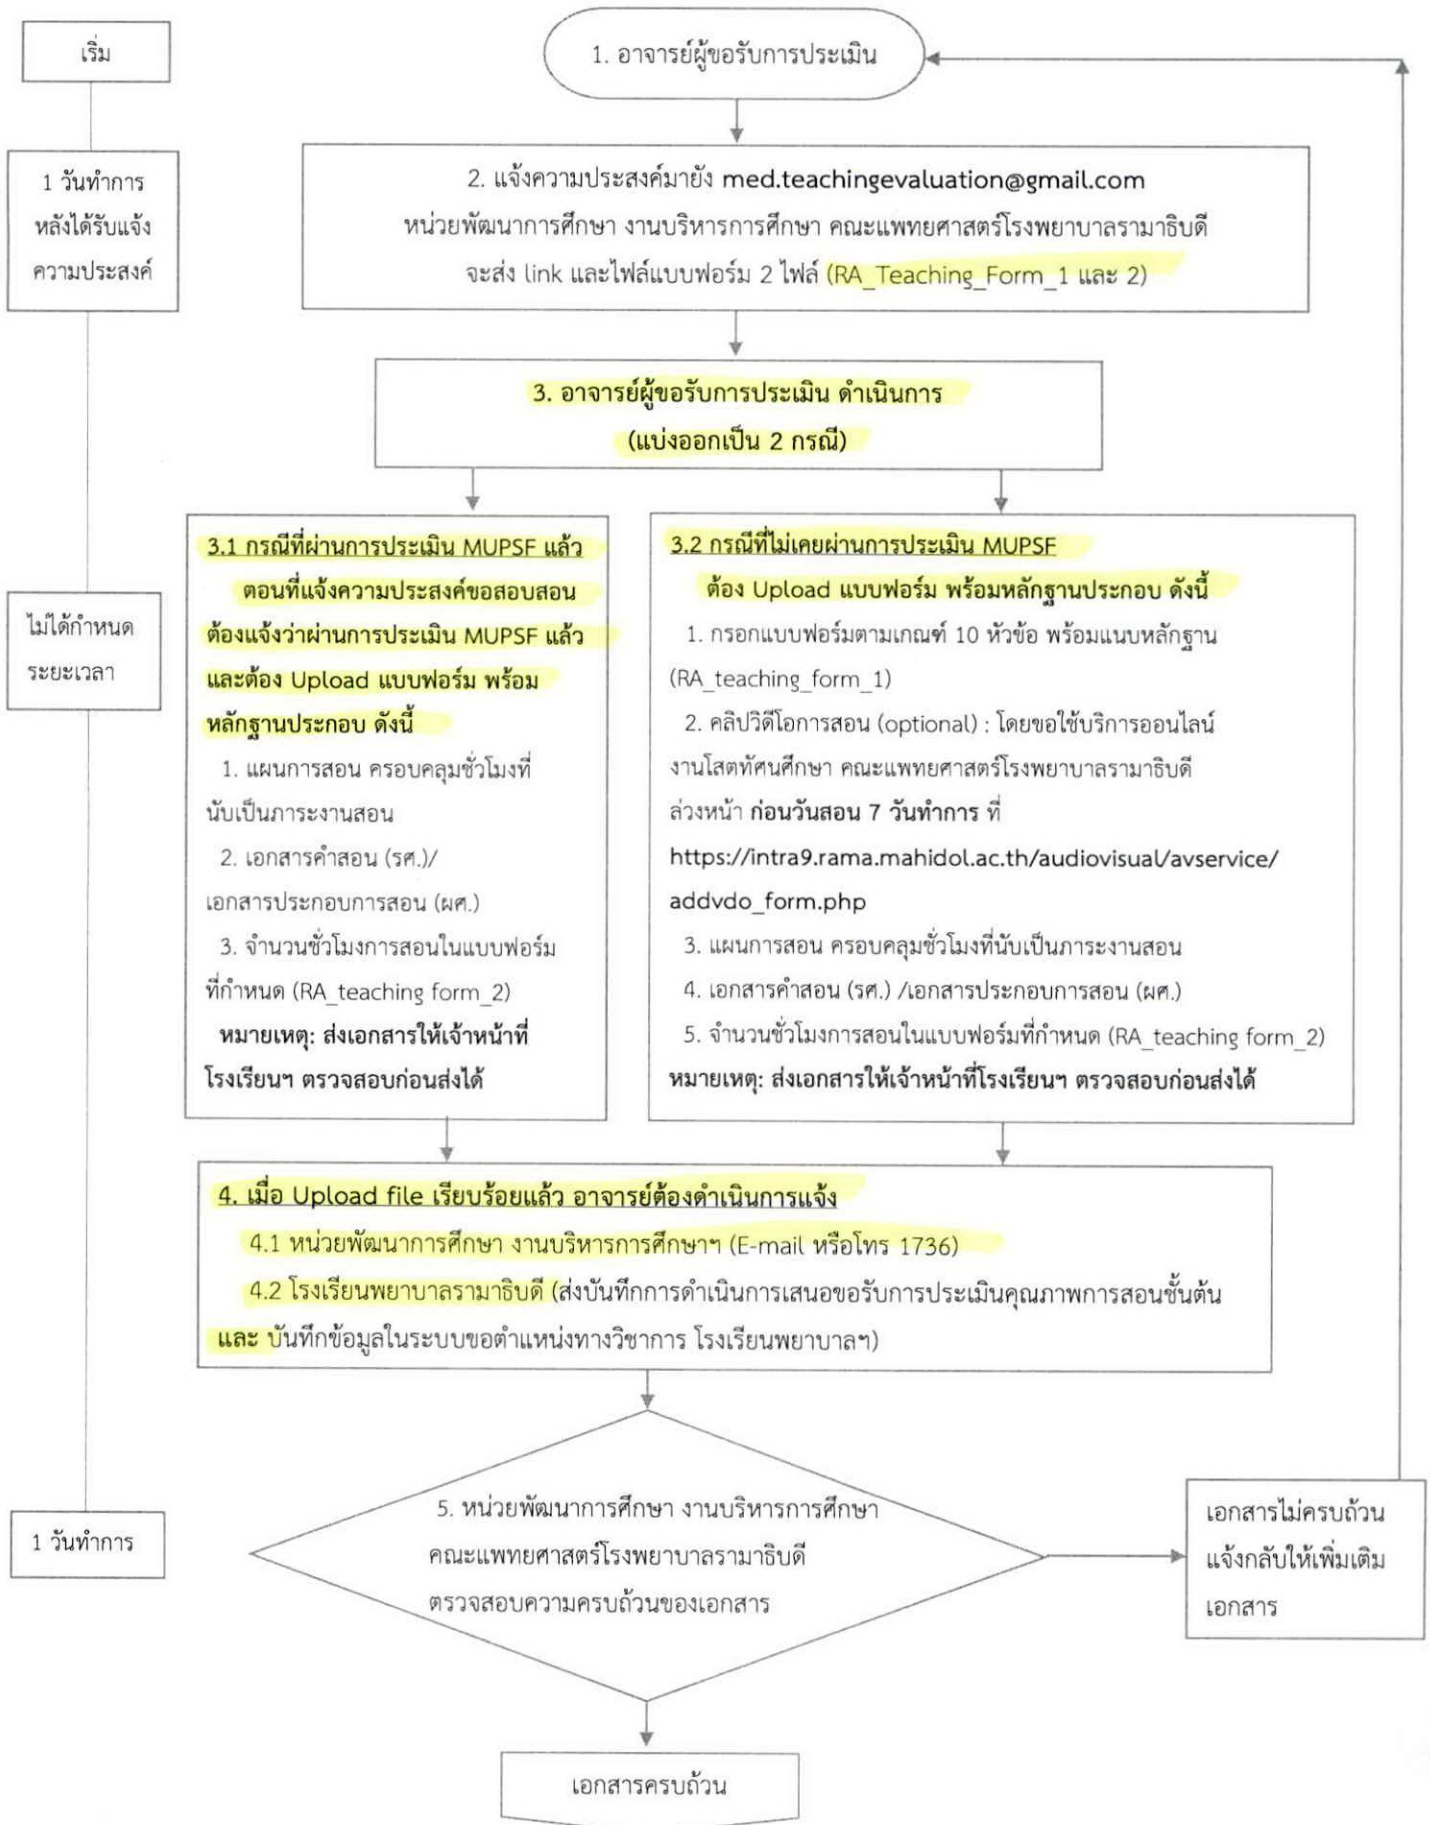 เริ่ม
1. อาจารย์ผู้ขอรับการประเมิน
1 วันทำการ
หลังได้รับแจ้ง
ความประสงค์
2. แจ้งความประสงค์มายัง med.teachingevaluation@gmail.com
หน่วยพัฒนาการศึกษา งานบริหารการศึกษา คณะแพทยศาสตร์โรงพยาบาลรามาธิบดี
จะส่ง link และไฟล์แบบฟอร์ม 2 ไฟล์ (RA_Teaching_Form_1 และ 2)
3. อาจารย์ผู้ขอรับการประเมิน ดำเนินการ
(แบ่งออกเป็น 2 กรณี)
ไม่ได้กำหนด
ระยะเวลา
3.1 กรณีที่ผ่านการประเมิน MUPSF แล้ว
ตอนที่แจ้งความประสงค์ขอสอบสอน
ต้องแจ้งว่าผ่านการประเมิน MUPSF แล้ว
และต้อง Upload แบบฟอร์ม พร้อม
หลักฐานประกอบ ดังนี้
1. แผนการสอน ครอบคลุมชั่วโมงที่
นับเป็นภาระงานสอน
2. เอกสารคำสอน (รศ.)/
เอกสารประกอบการสอน (ผศ.)
3. จำนวนชั่วโมงการสอนในแบบฟอร์ม
ที่กำหนด (RA_teaching form_2)
หมายเหตุ: ส่งเอกสารให้เจ้าหน้าที่
โรงเรียนฯ ตรวจสอบก่อนส่งได้
3.2 กรณีที่ไม่เคยผ่านการประเมิน MUPSF
ต้อง Upload แบบฟอร์ม พร้อมหลักฐานประกอบ ดังนี้
1. กรอกแบบฟอร์มตามเกณฑ์ 10 หัวข้อ พร้อมแนบหลักฐาน
(RA_teaching_form_1)
2. คลิปวิดีโอการสอน (optional) : โดยขอใช้บริการออนไลน์
งานโสตทัศนศึกษา คณะแพทยศาสตร์โรงพยาบาลรามาธิบดี
ล่วงหน้า ก่อนวันสอน 7 วันทำการ ที่
https://intra9.rama.mahidol.ac.th/audiovisual/avservice/
addvdo_form.php
3. แผนการสอน ครอบคลุมชั่วโมงที่นับเป็นภาระงานสอน
4. เอกสารคำสอน (รศ.) /เอกสารประกอบการสอน (ผศ.)
5. จำนวนชั่วโมงการสอนในแบบฟอร์มที่กำหนด (RA_teaching form_2)
หมายเหตุ: ส่งเอกสารให้เจ้าหน้าที่โรงเรียนฯ ตรวจสอบก่อนส่งได้
4. เมื่อ Upload file เรียบร้อยแล้ว อาจารย์ต้องดำเนินการแจ้ง
4.1 หน่วยพัฒนาการศึกษา งานบริหารการศึกษาฯ (E-mail หรือโทร 1736)
4.2 โรงเรียนพยาบาลรามาธิบดี (ส่งบันทึกการดำเนินการเสนอขอรับการประเมินคุณภาพการสอนชั้นต้น
และ บันทึกข้อมูลในระบบขอตำแหน่งทางวิชาการ โรงเรียนพยาบาลฯ)
1 วันทำการ
5. หน่วยพัฒนาการศึกษา งานบริหารการศึกษา
คณะแพทยศาสตร์โรงพยาบาลรามาธิบดี
ตรวจสอบความครบถ้วนของเอกสาร
เอกสารไม่ครบถ้วน
แจ้งกลับให้เพิ่มเติม
เอกสาร
เอกสารครบถ้วน